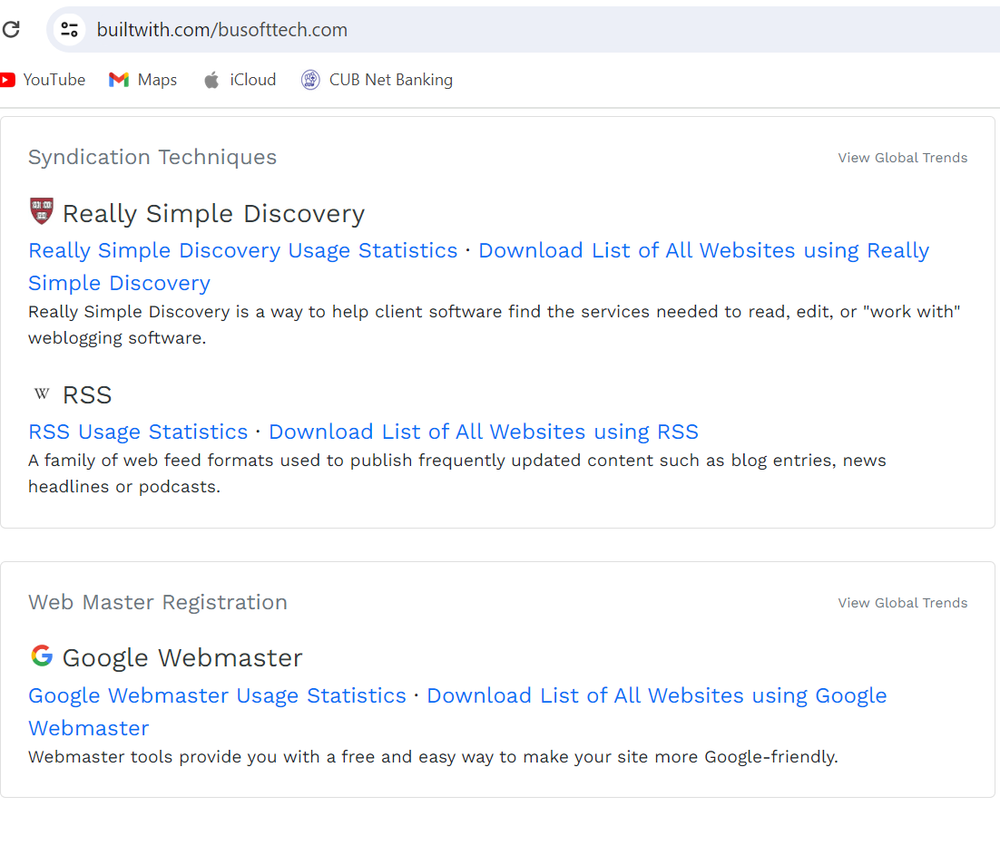 builtwith.com/busofttech.com
YouTube Maps iCloud CUB Net Banking
Syndication Techniques View Global Trends
Really Simple Discovery
Really Simple Discovery Usage Statistics · Download List of All Websites using Really
Simple Discovery
Really Simple Discovery is a way to help client software find the services needed to read, edit, or "work with"
weblogging software.
W RSS
RSS Usage Statistics · Download List of All Websites using RSS
A family of web feed formats used to publish frequently updated content such as blog entries, news
headlines or podcasts.
Web Master Registration View Global Trends
G Google Webmaster
Google Webmaster Usage Statistics · Download List of All Websites using Google
Webmaster
Webmaster tools provide you with a free and easy way to make your site more Google-friendly.